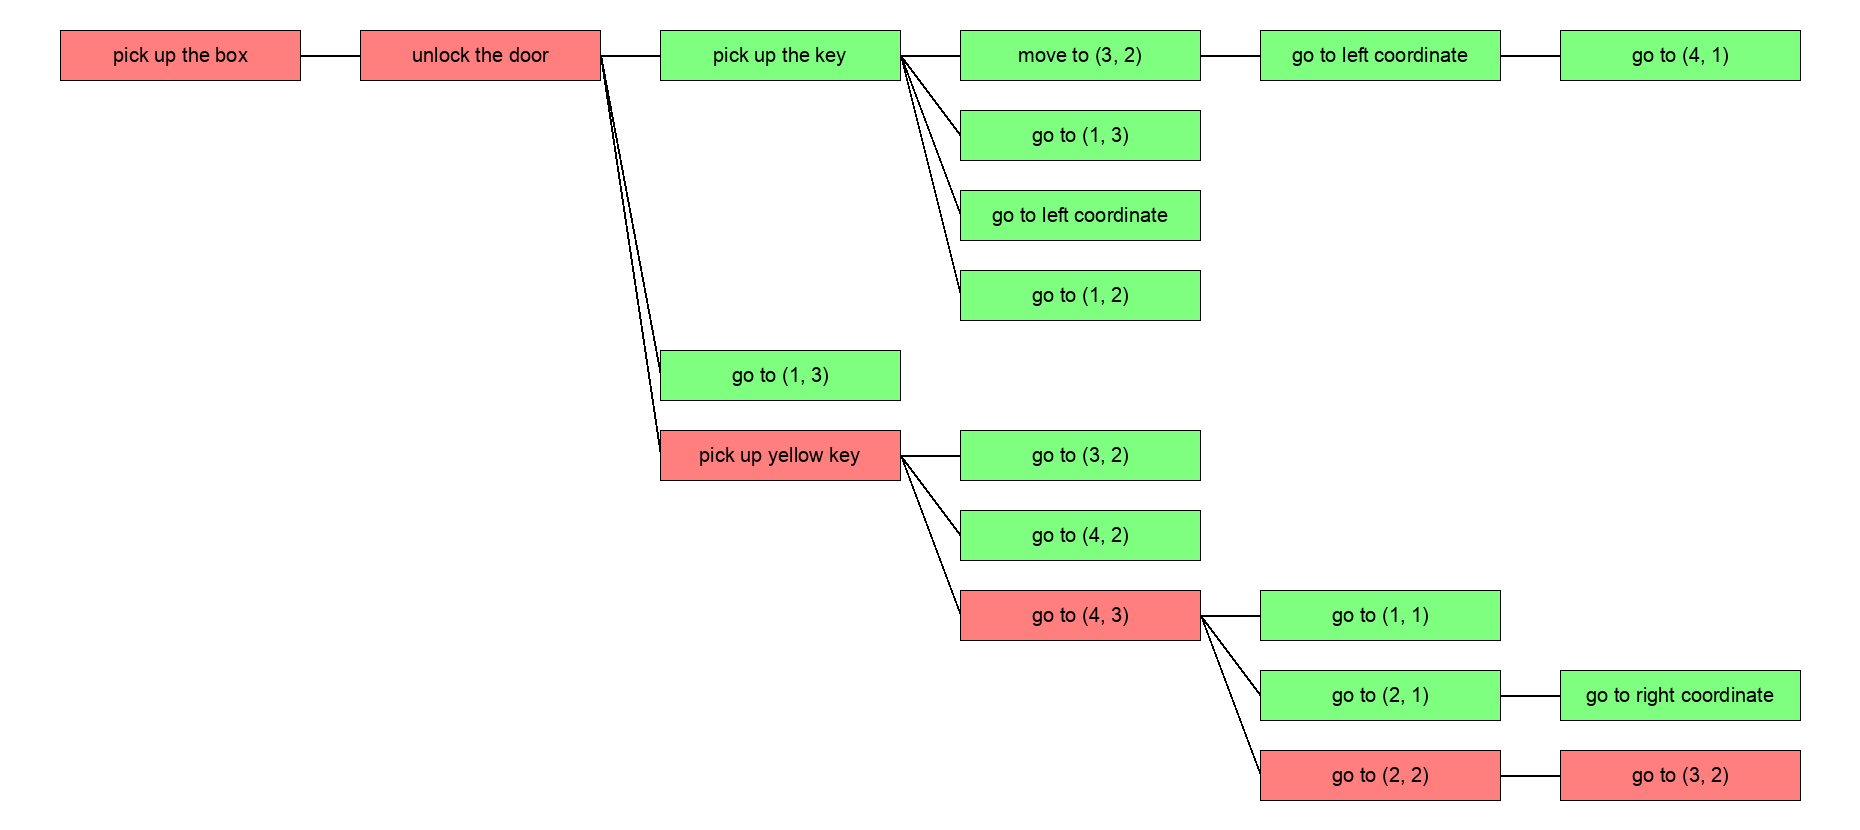 pick up the box
unlock the door
pick up the key
move to (3, 2)
go to left coordinate
go to (4, 1)
go to (1, 3)
go to left coordinate
go to (1, 2)
go to (1, 3)
pick up yellow key
go to (3, 2)
go to (4, 2)
go to (4, 3)
go to (1, 1)
go to (2, 1)
go to right coordinate
go to (2, 2)
go to (3, 2)